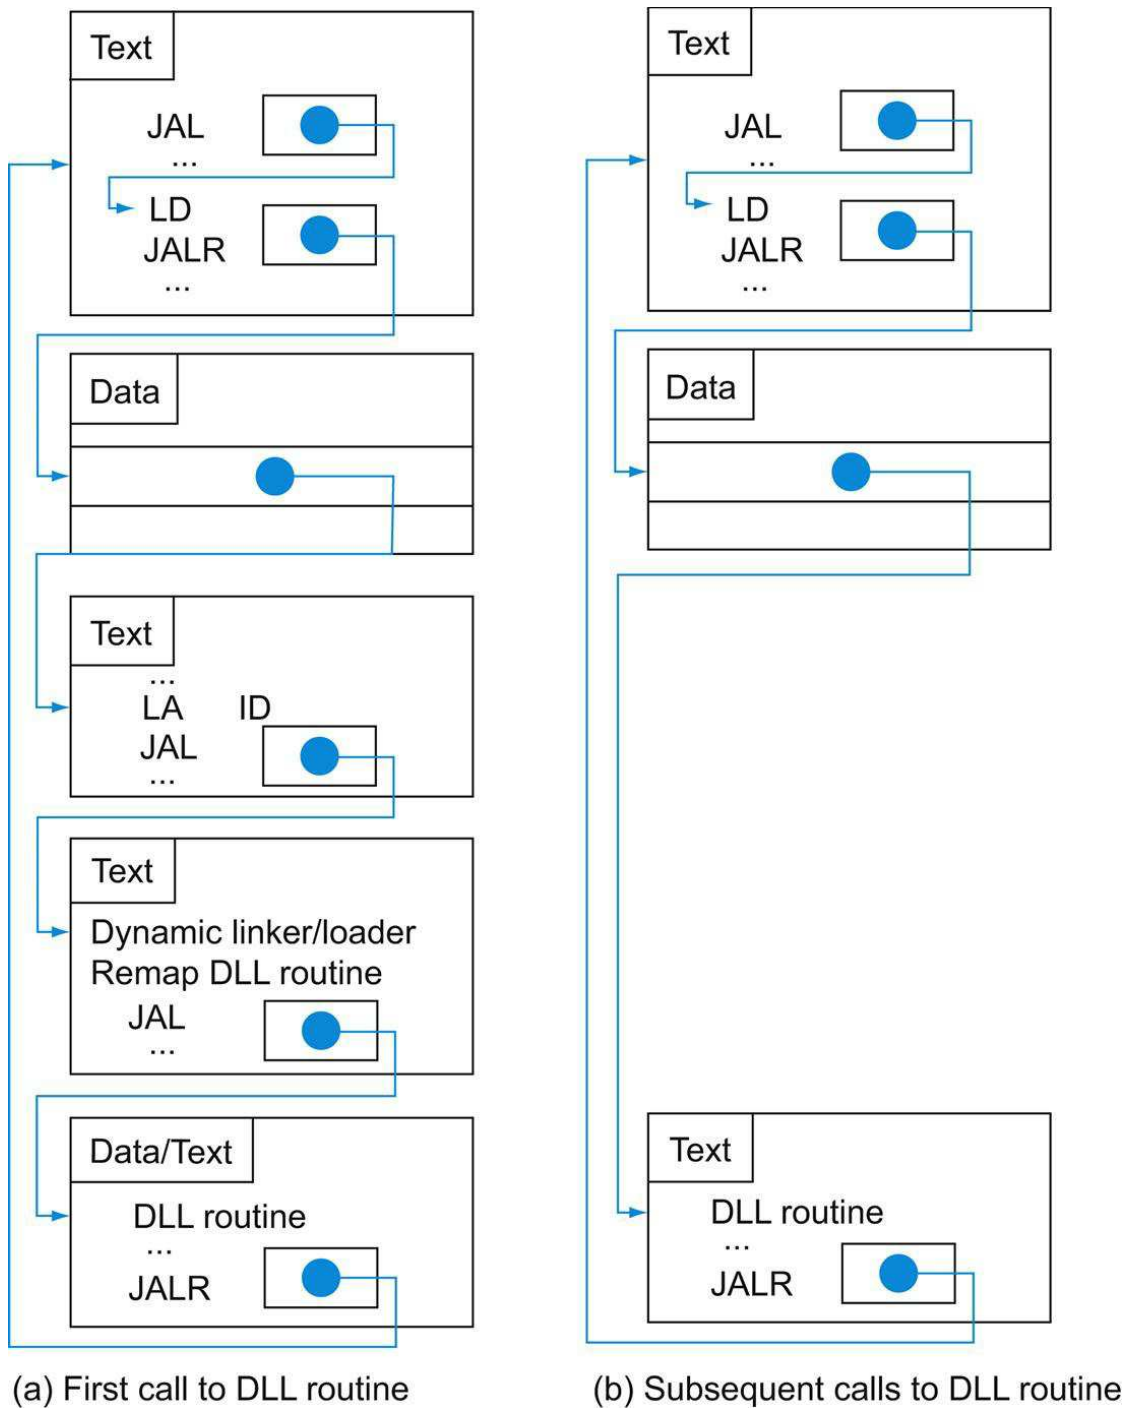 Text
JAL
...
LD
JALR
...
Data
Text
...
LA ID
JAL
...
Text
Dynamic linker/loader
Remap DLL routine
JAL
...
Data/Text
DLL routine
...
JALR
(a) First call to DLL routine
Text
JAL
...
LD
JALR
...
Data
Text
DLL routine
...
JALR
(b) Subsequent calls to DLL routine